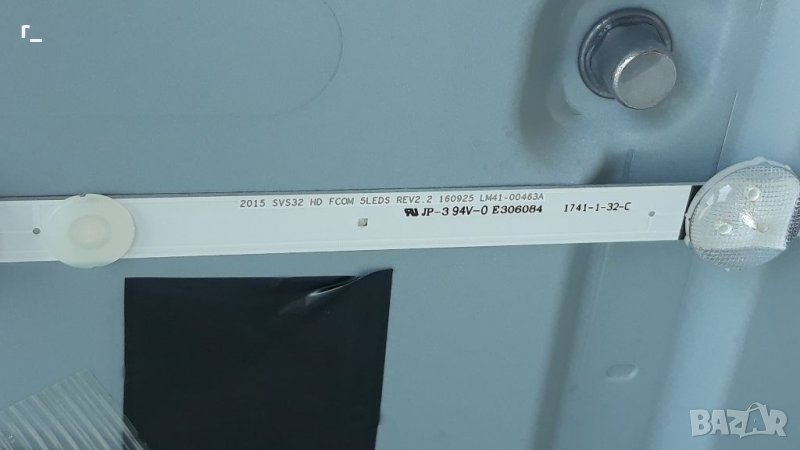 r_
2015 SVS32 HD FCOM 5LEDS REV2.2 160925 LM41-00463A
JP-3 94V-0 E306084 1741-1-32-C
BAZAR